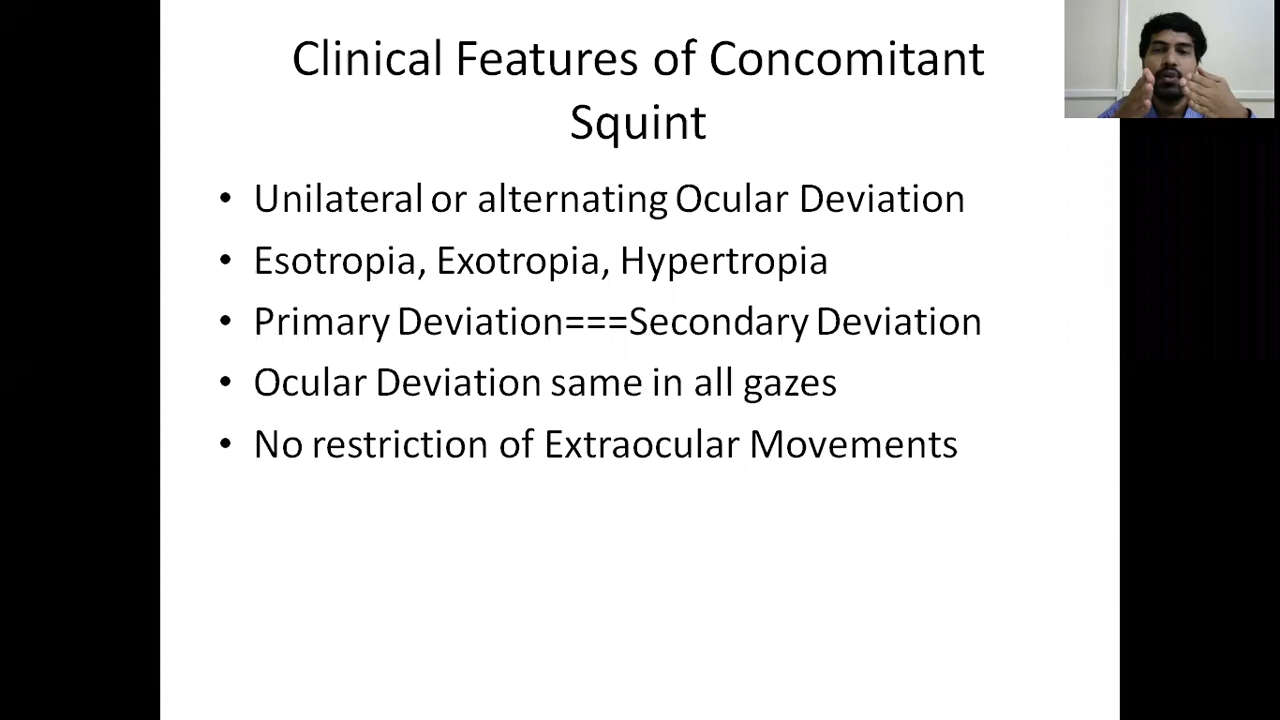 Clinical Features of Concomitant
Squint
• Unilateral or alternating Ocular Deviation
• Esotropia, Exotropia, Hypertropia
• Primary Deviation===Secondary Deviation
• Ocular Deviation same in all gazes
• No restriction of Extraocular Movements